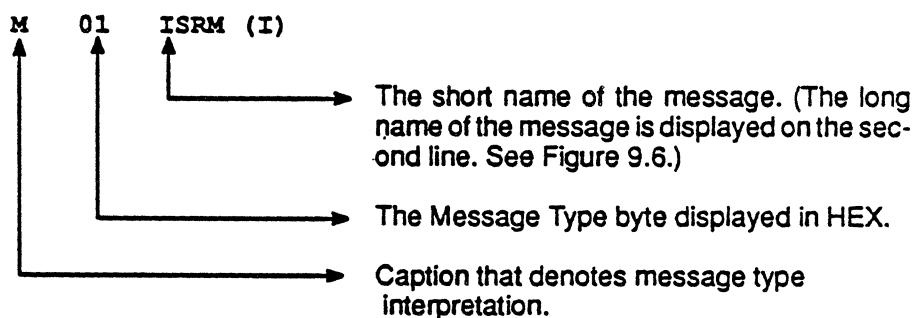 M 01 ISRM (I)
The short name of the message. (The long
name of the message is displayed on the sec-
ond line. See Figure 9.6.)
The Message Type byte displayed in HEX.
Caption that denotes message type
interpretation.